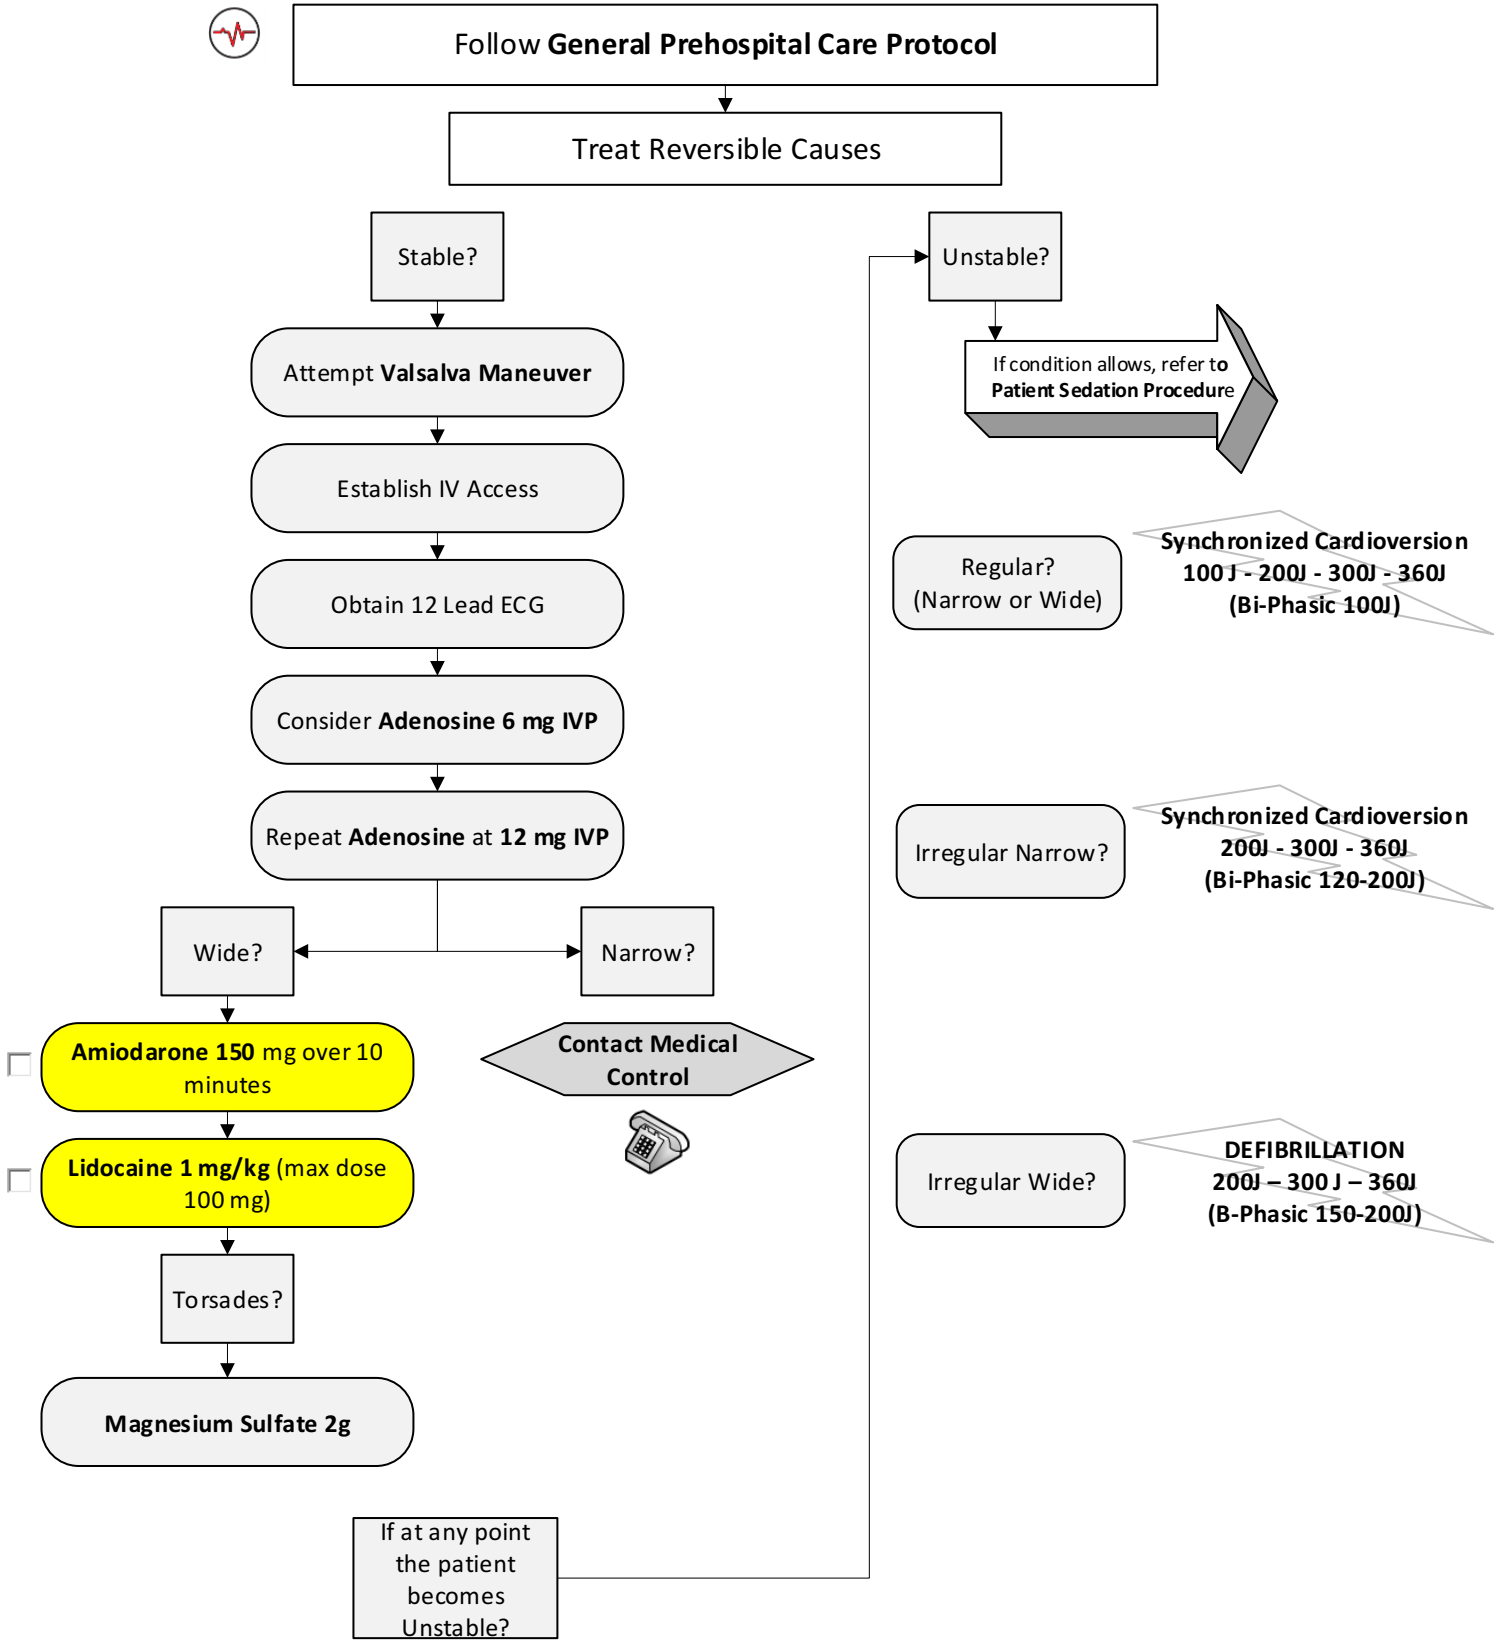 Follow General Prehospital Care Protocol
Treat Reversible Causes
Stable?
Attempt Valsalva Maneuver
Establish IV Access
Obtain 12 Lead ECG
Consider Adenosine 6 mg IVP
Repeat Adenosine at 12 mg IVP
Wide?
Narrow?
Amiodarone 150 mg over 10
minutes
Lidocaine 1 mg/kg (max dose
100 mg)
Torsades?
Magnesium Sulfate 2g
Contact Medical
Control
If at any point
the patient
becomes
Unstable?
Unstable?
If condition allows, refer to
Patient Sedation Procedure
Regular?
(Narrow or Wide)
Synchronized Cardioversion
100 J - 200J - 300J - 360J
(Bi-Phasic 100J)
Irregular Narrow?
Synchronized Cardioversion
200J - 300J - 360J
(Bi-Phasic 120-200J)
Irregular Wide?
DEFIBRILLATION
200J – 300 J – 360J
(B-Phasic 150-200J)